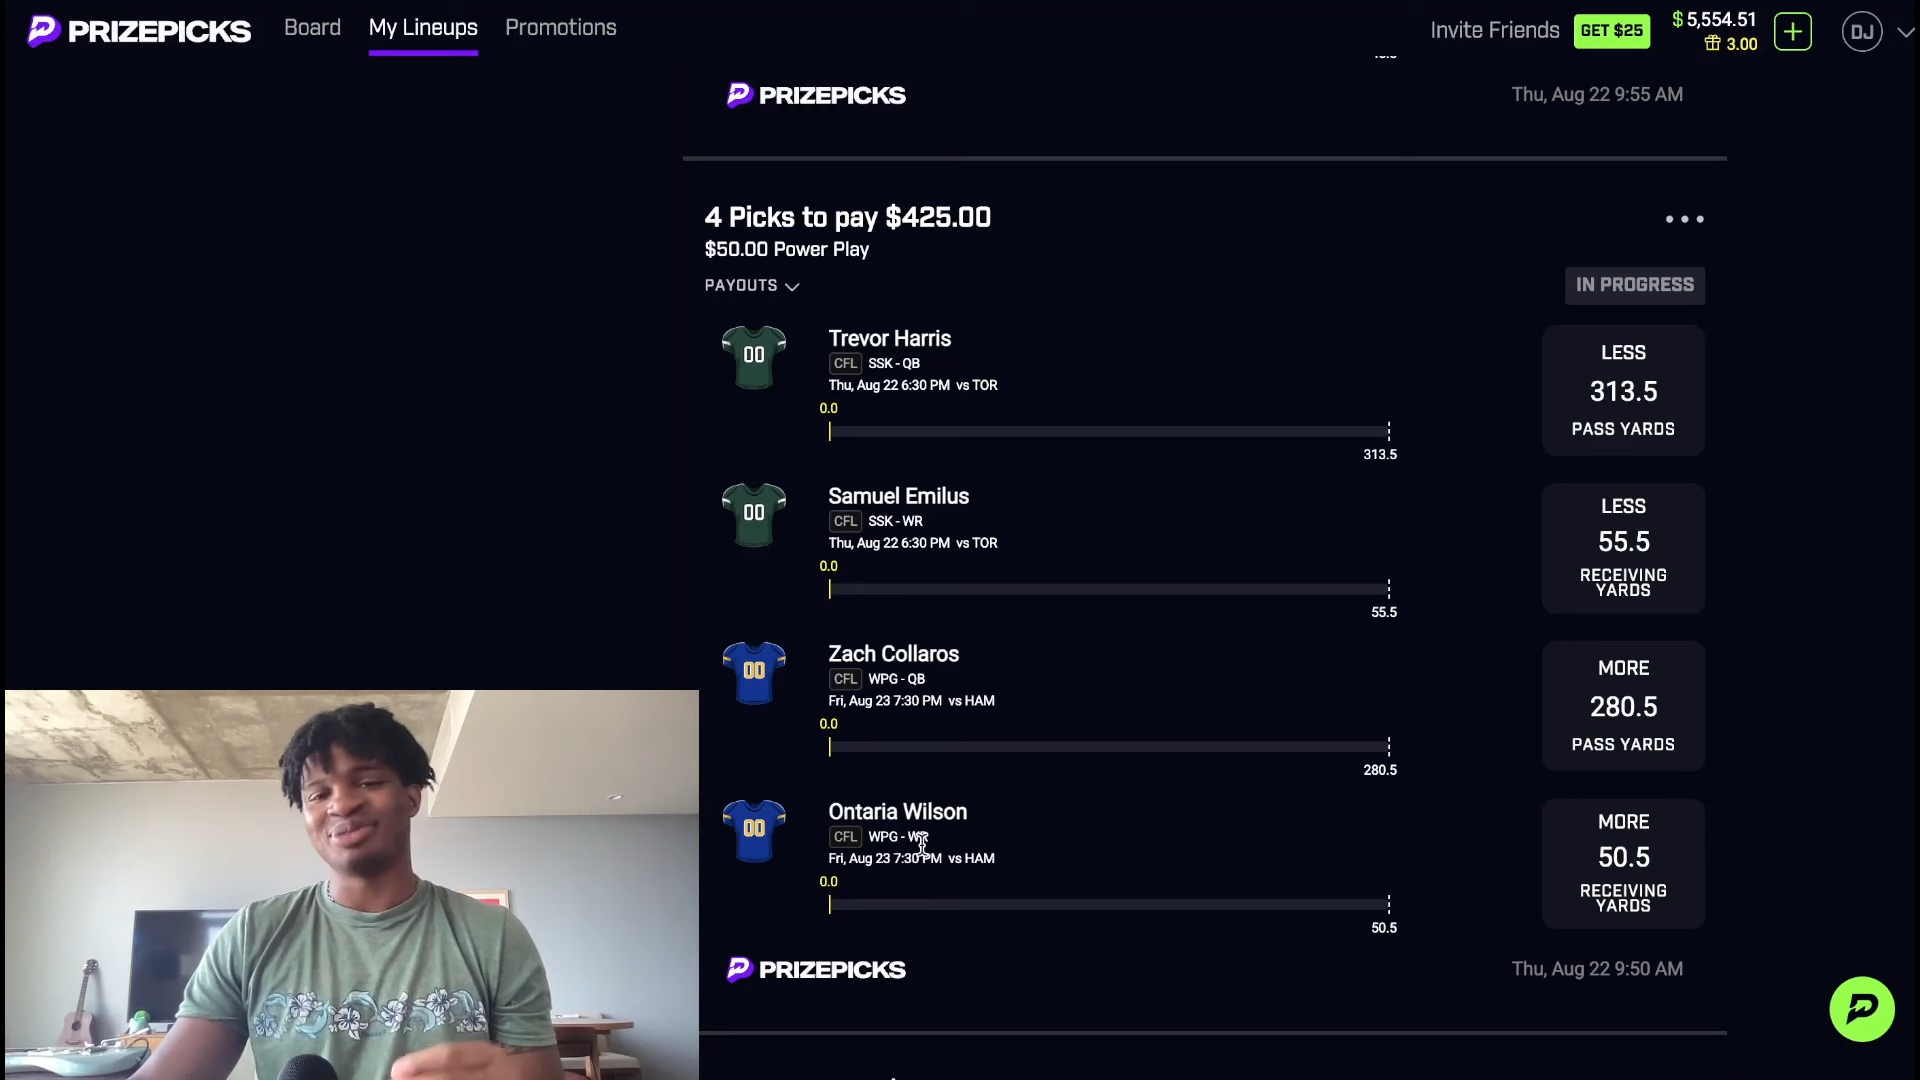 PRIZEPICKS
Board
My Lineups
Promotions
Invite Friends
GET $25
$5,554.51
3.00
DJ
PRIZEPICKS
Thu, Aug 22 9:55 AM
4 Picks to pay $425.00
$50.00 Power Play
PAYOUTS
IN PROGRESS
00
Trevor Harris
CFL SSK - QB
Thu, Aug 22 6:30 PM vs TOR
0.0
313.5
LESS
313.5
PASS YARDS
00
Samuel Emilus
CFL SSK - WR
Thu, Aug 22 6:30 PM vs TOR
0.0
55.5
LESS
55.5
RECEIVING
YARDS
00
Zach Collaros
CFL WPG - QB
Fri, Aug 23 7:30 PM vs HAM
0.0
280.5
MORE
280.5
PASS YARDS
00
Ontaria Wilson
CFL WPG - WR
Fri, Aug 23 7:30 PM vs HAM
0.0
50.5
MORE
50.5
RECEIVING
YARDS
PRIZEPICKS
Thu, Aug 22 9:50 AM